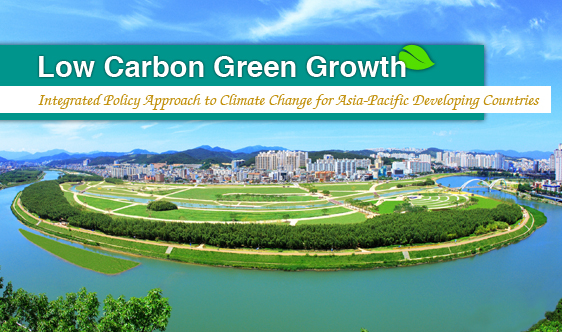 Low Carbon Green Growth
Integrated Policy Approach to Climate Change for Asia-Pacific Developing Countries